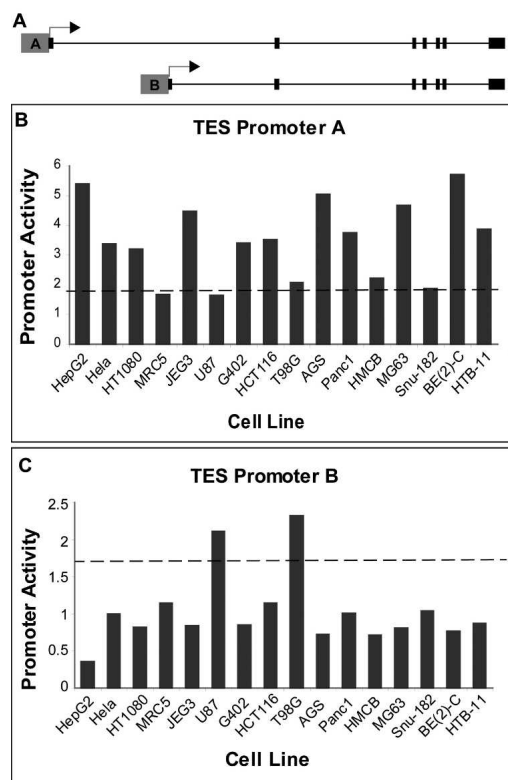 A
A
B
B
TES Promoter A
Promoter Activity
6
5
4
3
2
1
0
HepG2 Hela HT1080 MRC5 JEG3 U87 G402 HCT116 T98G AGS Panc1 HMCB MG63 Snu-182 BE(2)-C HTB-11
Cell Line
C
TES Promoter B
Promoter Activity
2.5
2
1.5
1
0.5
0
HepG2 Hela HT1080 MRC5 JEG3 U87 G402 HCT116 T98G AGS Panc1 HMCB MG63 Snu-182 BE(2)-C HTB-11
Cell Line